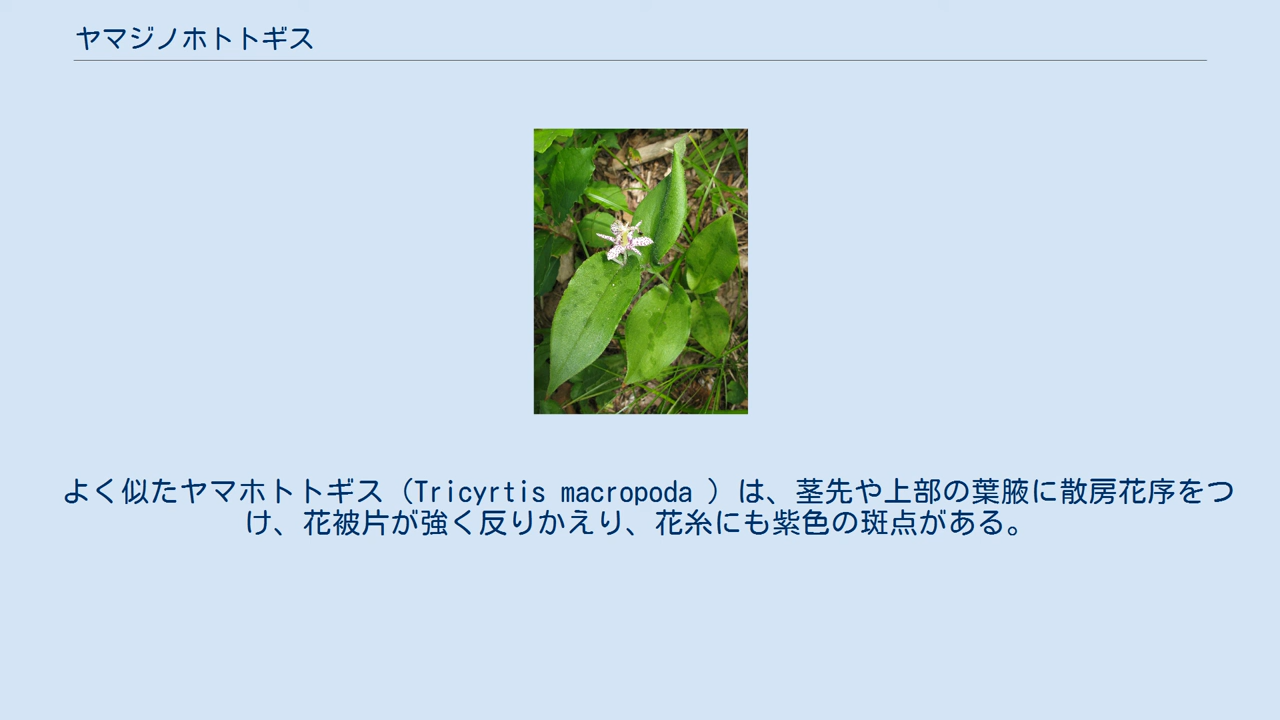 ヤマジノホトトギス
よく似たヤマホトトギス（Tricyrtis macropoda ）は、茎先や上部の葉腋に散房花序をつ
け、花被片が強く反りかえり、花糸にも紫色の斑点がある。